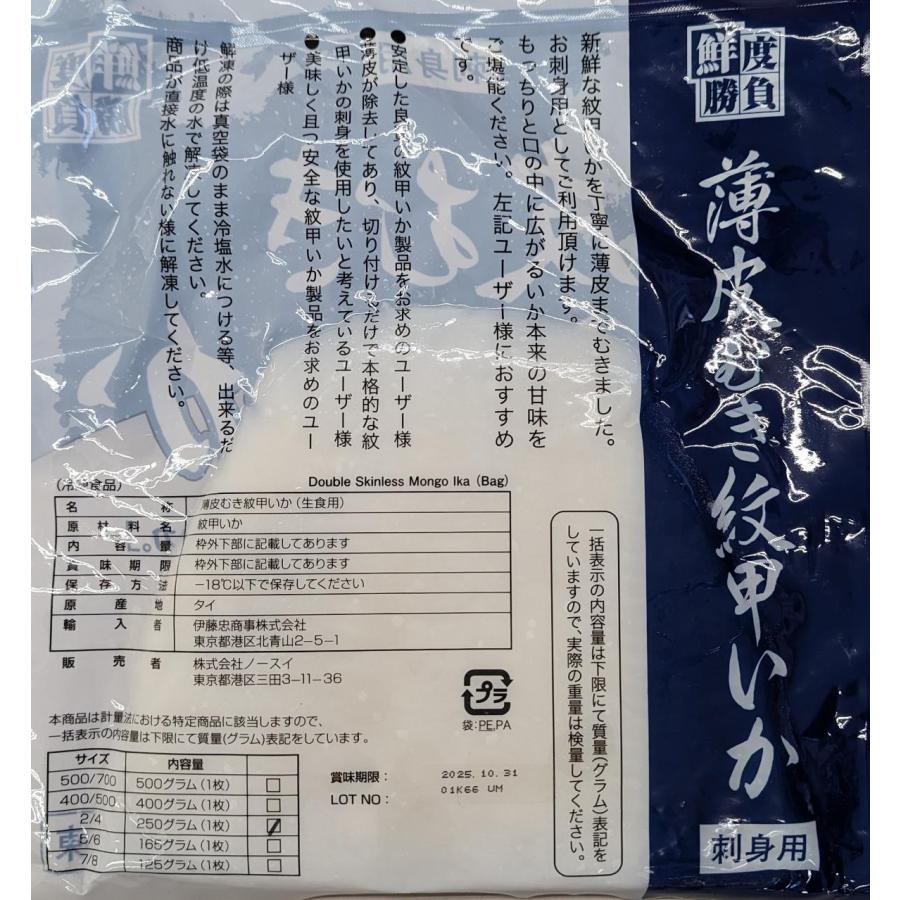 鮮度
勝負
薄皮むき紋甲いか
刺身用
新鮮な紋甲いかを丁寧に薄皮までむきました。
お刺身用としてご利用頂けます。
もっちりと口の中に広がるいか本来の甘味を
ご堪能ください。左記ユーザー様におすすめ
です。
●安定した良質の紋甲いか製品をお求めのユーザー様
●薄皮が除去してあり、切り付けるだけで本格的な紋
甲いかの刺身を使用したいと考えているユーザー様
●美味しく且つ安全な紋甲いか製品をお求めのユー
ザー様
解凍の際は真空袋のまま冷塩水につける等、出来るだ
け低温度の水で解凍してください。
商品が直接水に触れない様に解凍してください。
(冷凍食品)
Double Skinless Mongo Ika (Bag)
名称 薄皮むき紋甲いか(生食用)
原材料名 紋甲いか
内容量 枠外下部に記載してあります
賞味期限 枠外下部に記載してあります
保存方法 −18℃以下で保存してください
原産地 タイ
輸入者 伊藤忠商事株式会社
東京都港区北青山2−5−1
販売者 株式会社ノースイ
東京都港区三田3−11−36
プラ
袋:PE,PA
一括表示の内容量は下限にて質量(グラム)表記を
していますので、実際の重量は検量してください。
本商品は計量法における特定商品に該当しますので、
一括表示の内容量は下限にて質量(グラム)表記をしています。
サイズ 内容量
500/700 500グラム(1枚)
400/500 400グラム(1枚)
2/4 250グラム(1枚)
5/6 165グラム(1枚)
7/8 125グラム(1枚)
賞味期限: 2025.10.31
LOT NO: 01K66 UM